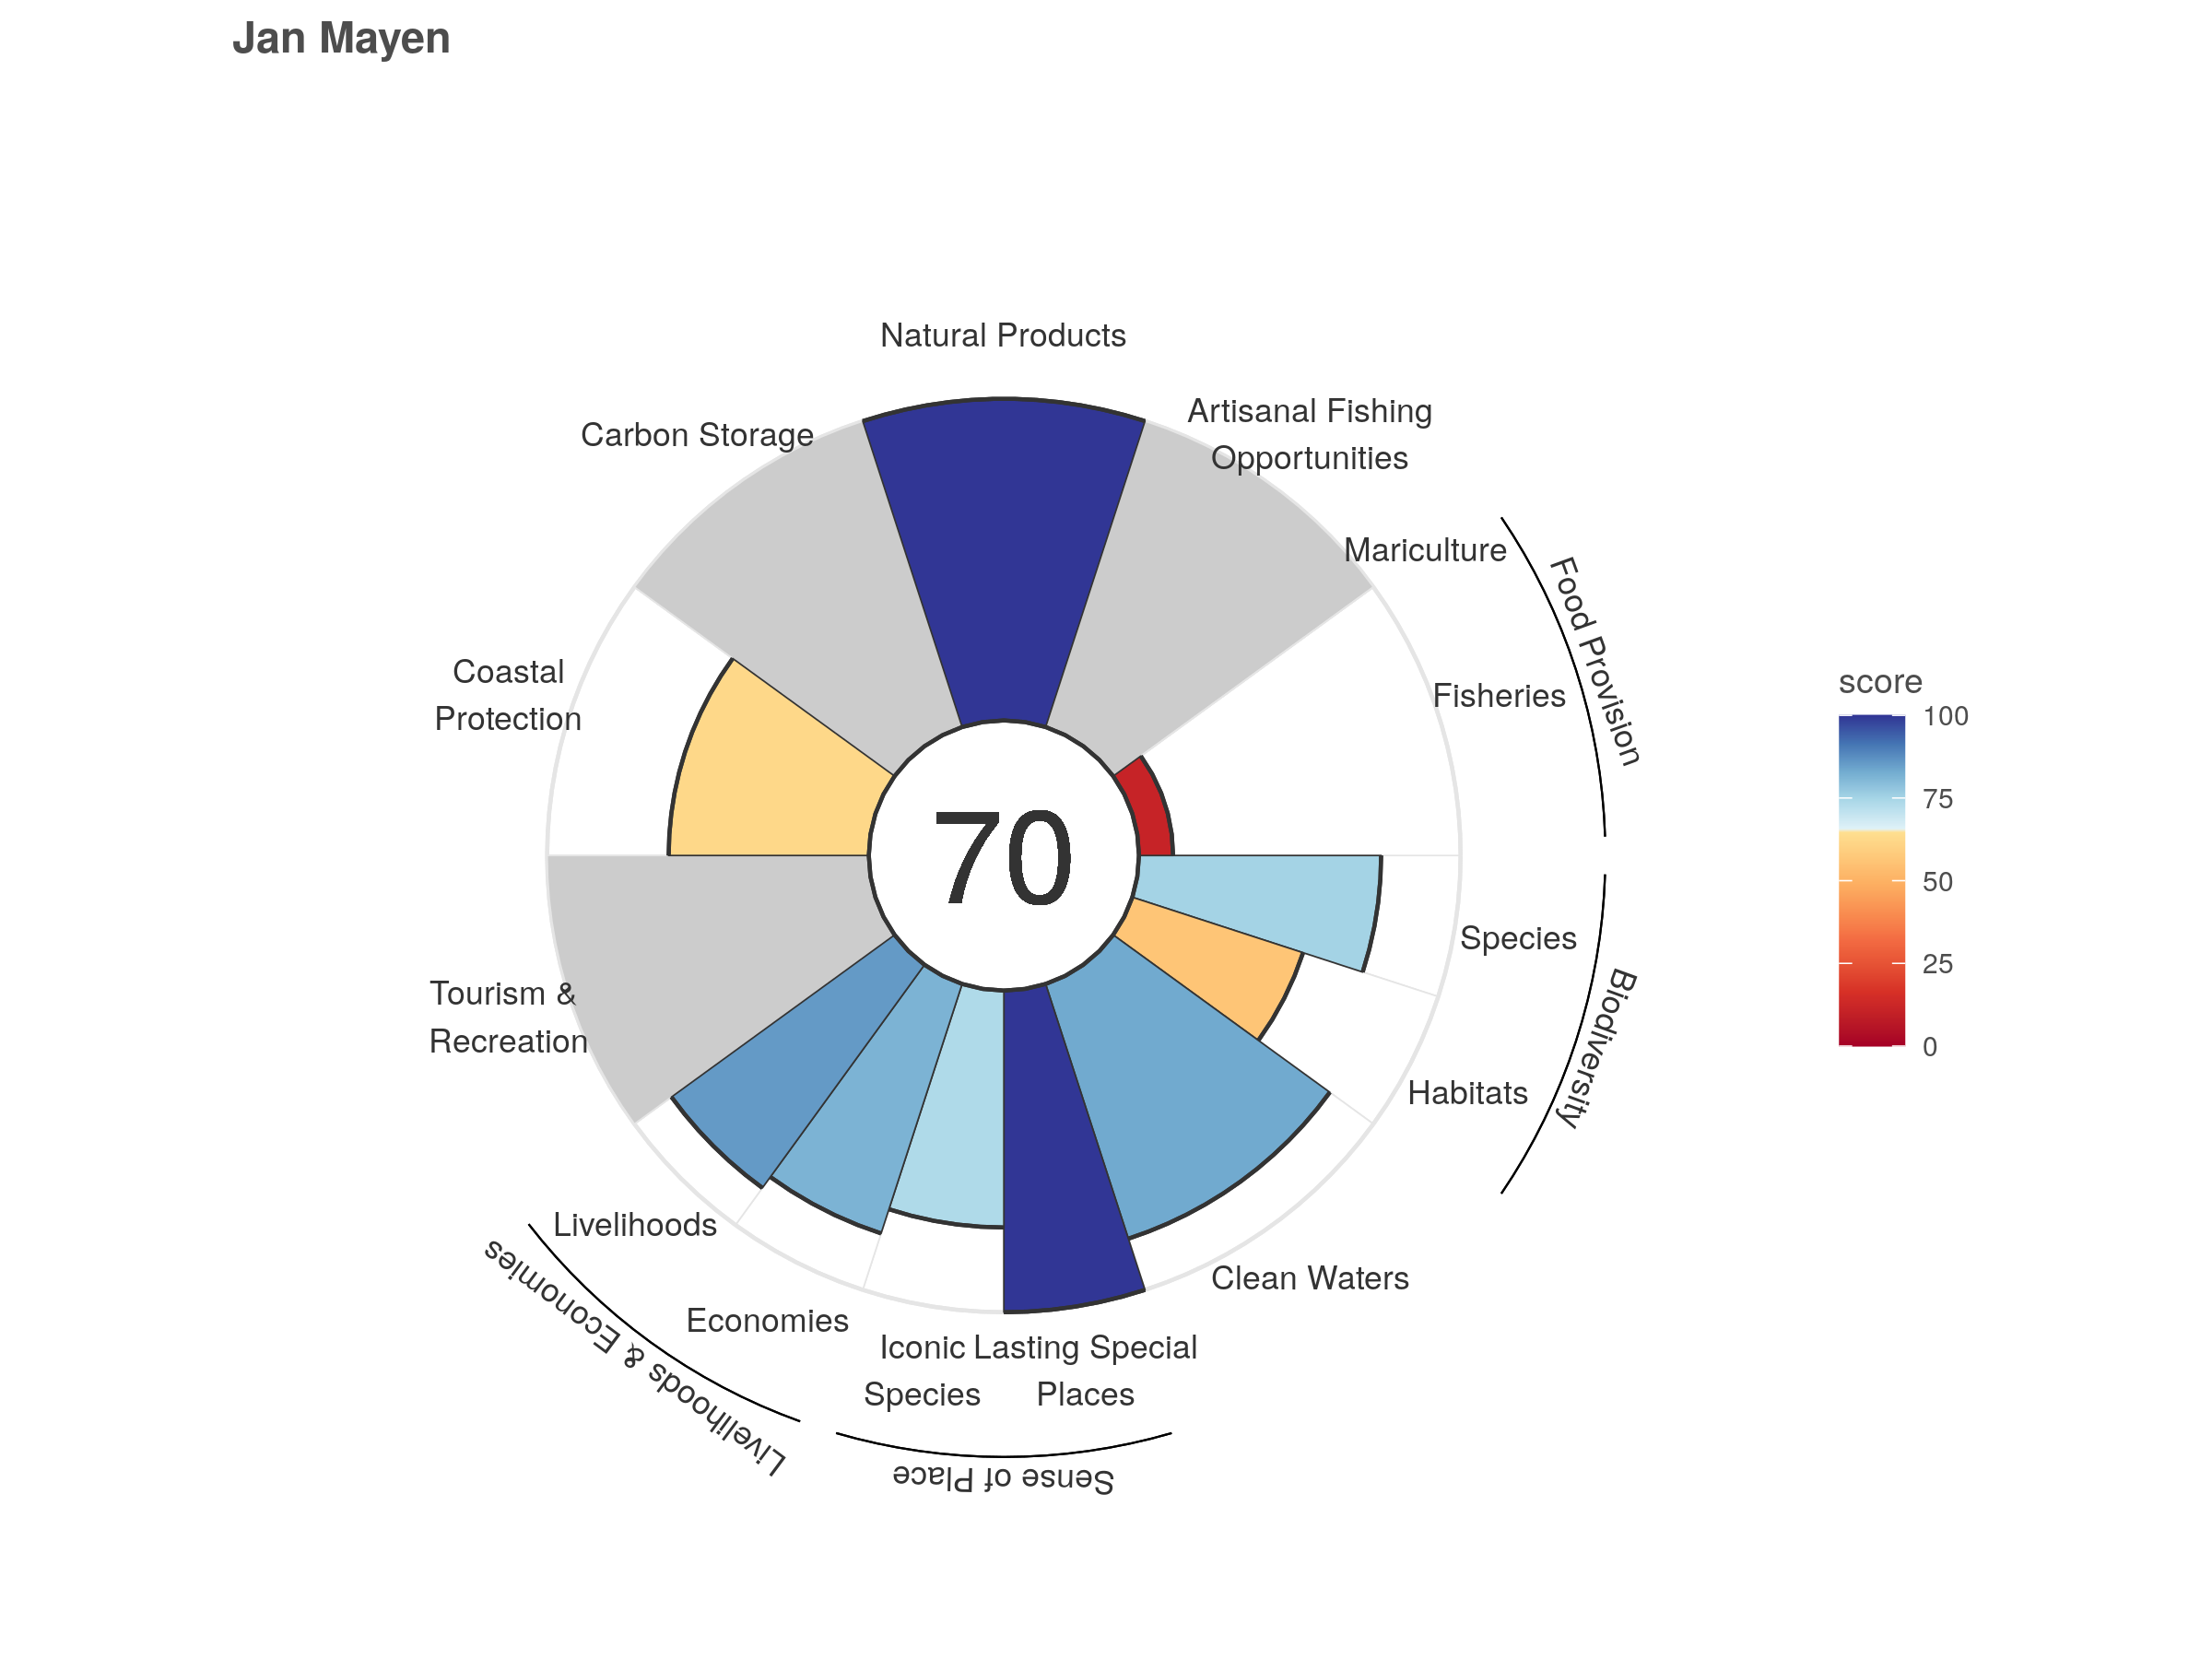 Jan Mayen
Natural Products
Artisanal Fishing
Opportunities
Carbon Storage
Mariculture
Food Provision
Fisheries
Coastal
Protection
score
100
75
50
25
0
70
Species
Biodiversity
Habitats
Tourism &
Recreation
Livelihoods
Clean Waters
Economies
Livelihoods & Economies
Iconic
Species
Lasting Special
Places
Sense of Place